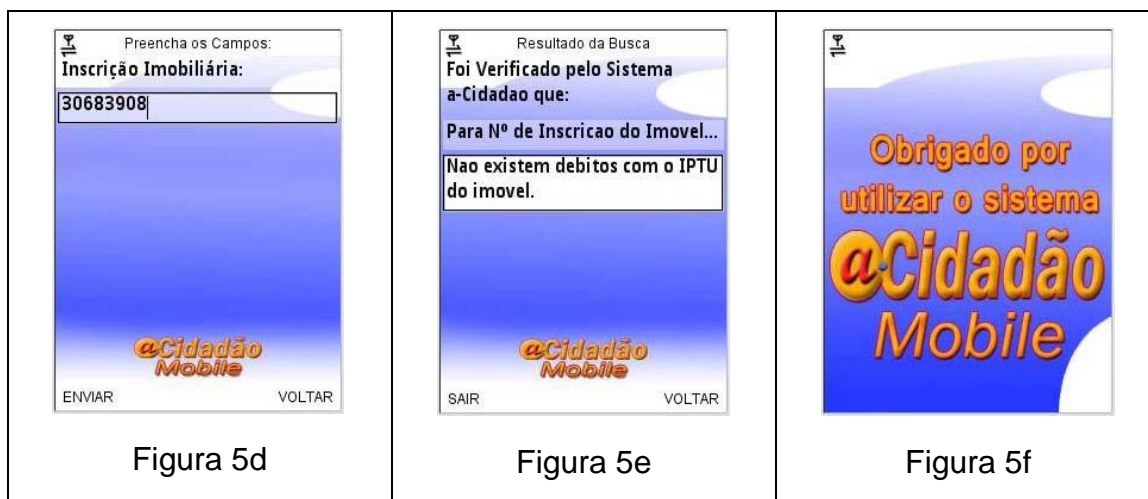 Preencha os Campos:
Inscrição Imobiliária:
30683908
@Cidadão
Mobile
ENVIAR VOLTAR
Figura 5d
Resultado da Busca
Foi Verificado pelo Sistema
a-Cidadao que:
Para Nº de Inscricao do Imovel...
Nao existem debitos com o IPTU
do imovel.
@Cidadão
Mobile
SAIR VOLTAR
Figura 5e
Obrigado por
utilizar o sistema
@Cidadão
Mobile
Figura 5f